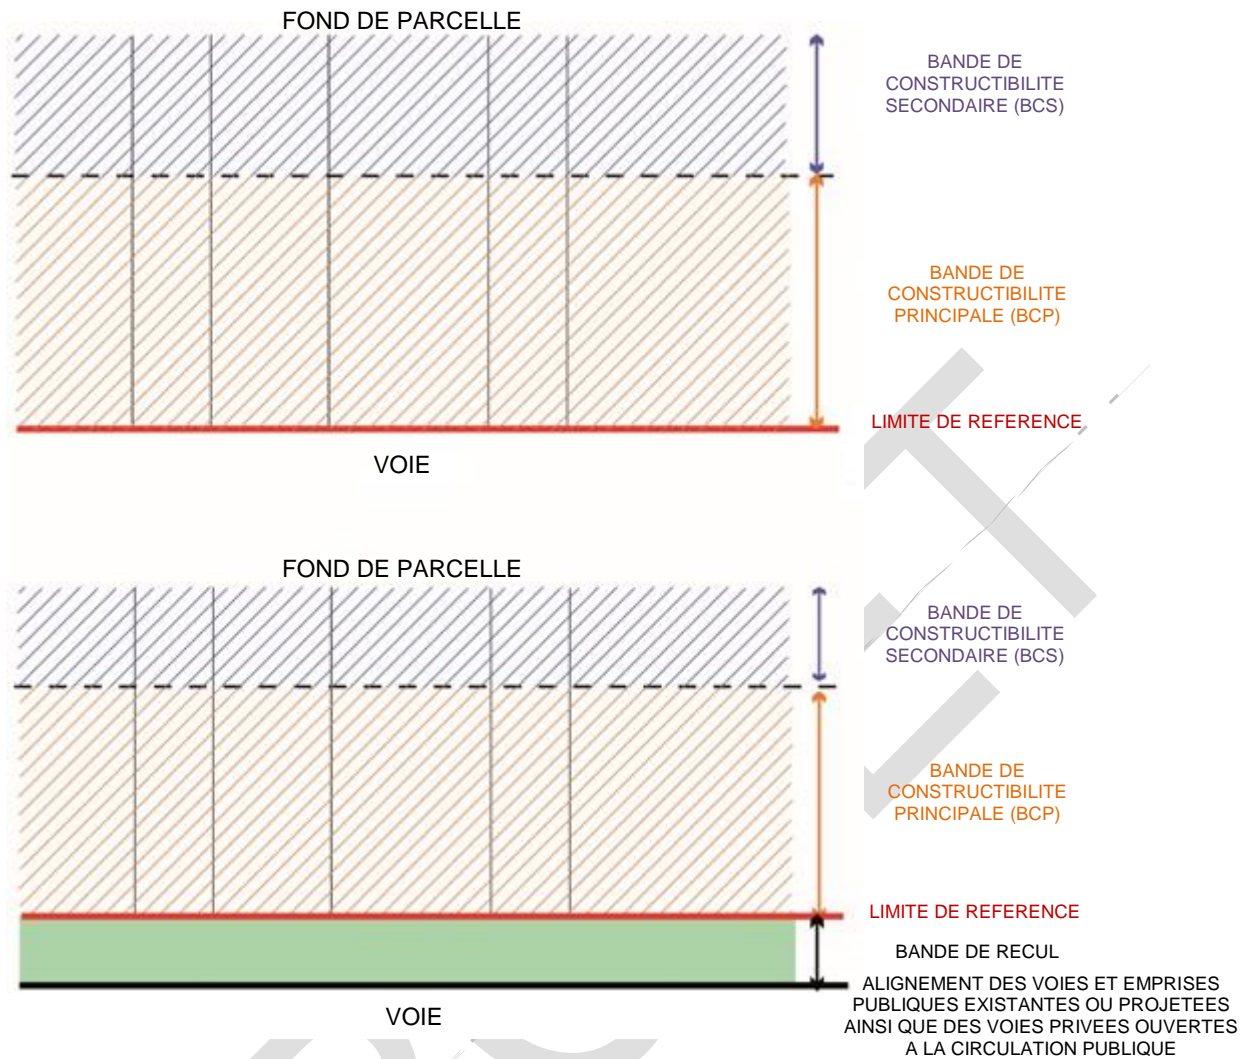 FOND DE PARCELLE
BANDE DE
CONSTRUCTIBILITE
SECONDAIRE (BCS)
BANDE DE
CONSTRUCTIBILITE
PRINCIPALE (BCP)
LIMITE DE REFERENCE
VOIE
FOND DE PARCELLE
BANDE DE
CONSTRUCTIBILITE
SECONDAIRE (BCS)
BANDE DE
CONSTRUCTIBILITE
PRINCIPALE (BCP)
LIMITE DE REFERENCE
BANDE DE RECUL
ALIGNEMENT DES VOIES ET EMPRISES
PUBLIQUES EXISTANTES OU PROJETEES
AINSI QUE DES VOIES PRIVEES OUVERTES
A LA CIRCULATION PUBLIQUE
VOIE